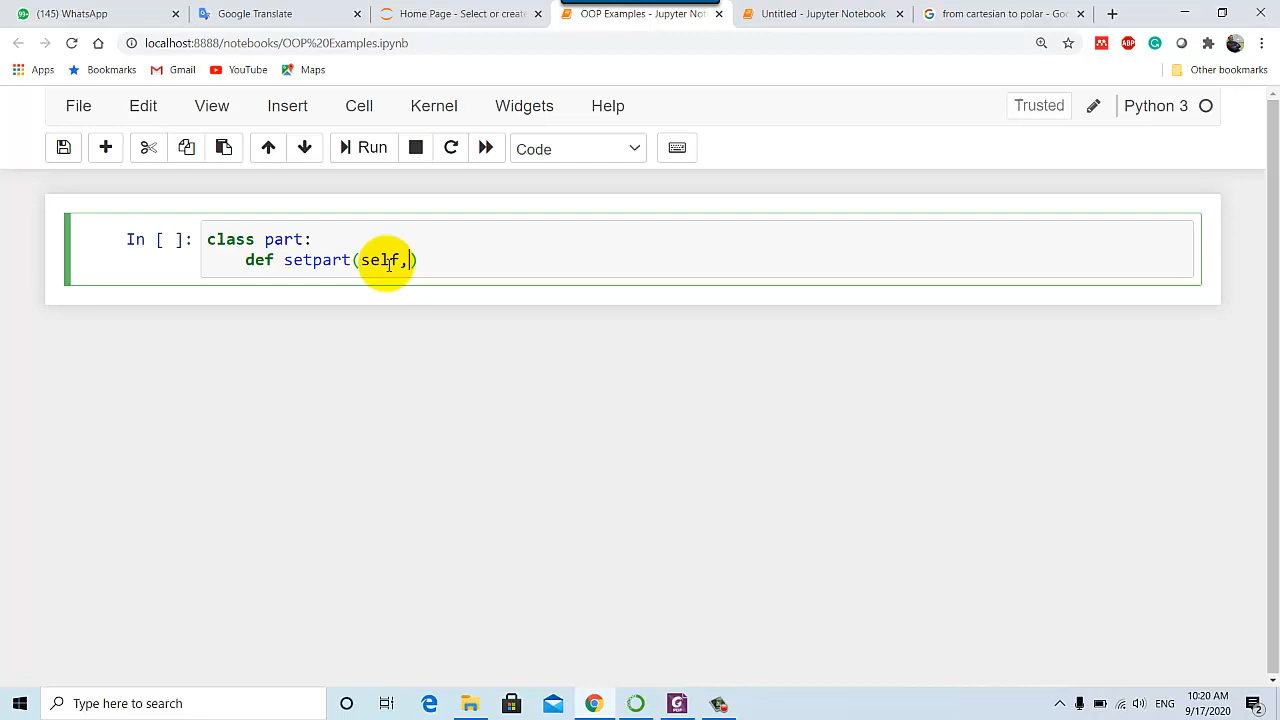 (145) WhatsApp
Google Translate
Home Page - Select or create
OOP Examples - Jupyter Not
Untitled - Jupyter Notebook
from cartesian to polar - Goo
localhost:8888/notebooks/OOP%20Examples.ipynb
Apps
Bookmarks
Gmail
YouTube
Maps
Other bookmarks
File
Edit
View
Insert
Cell
Kernel
Widgets
Help
Trusted
Python 3
Run
Code
In [ ]:
class part:
def setpart(self,)
Type here to search
ENG
10:20 AM
9/17/2020